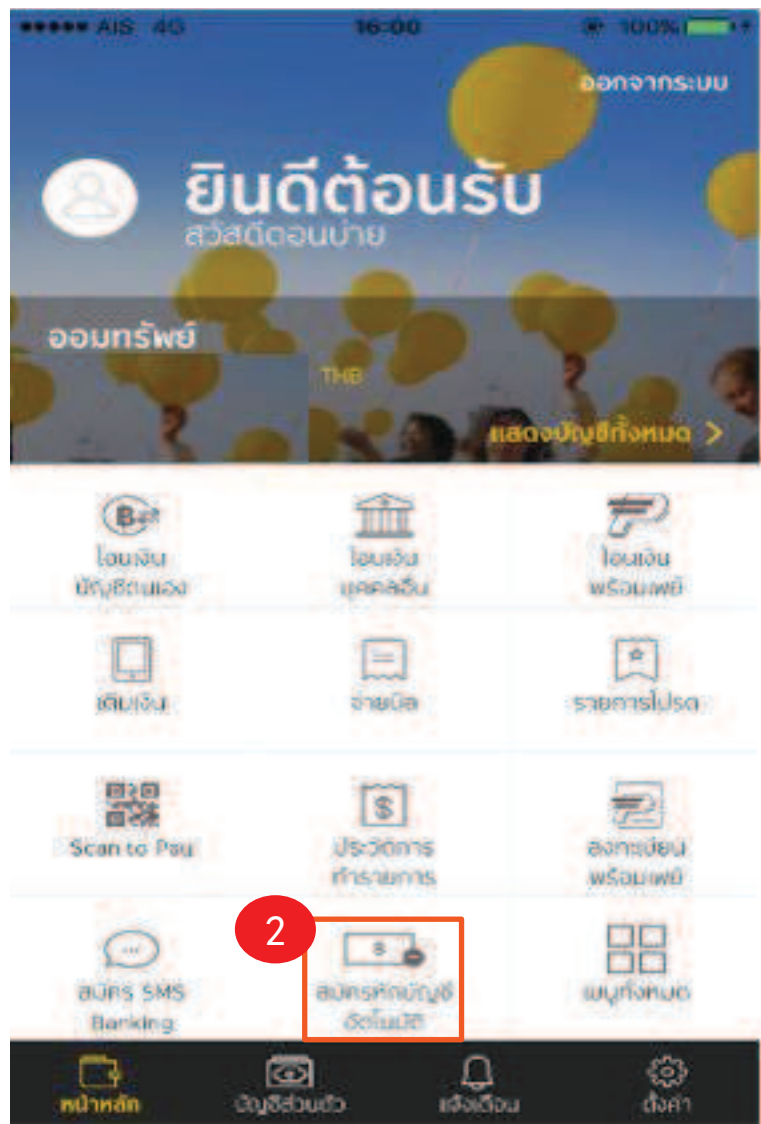 ●●●●● AIS 4G 16:00 100%
ออกจากระบบ
ยินดีต้อนรับ
สวัสดีตอนบ่าย
ออมทรัพย์
THB
แสดงบัญชีทั้งหมด >
โอนเงิน
บัญชีตนเอง
โอนเงิน
บุคคลอื่น
โอนเงิน
พร้อมเพย์
เติมเงิน
จ่ายบิล
รายการโปรด
Scan to Pay
ประวัติการ
ทำรายการ
ลงทะเบียน
พร้อมเพย์
2
สมัคร SMS
Banking
สมัครหักบัญชี
อัตโนมัติ
เมนูทั้งหมด
หน้าหลัก บัญชีส่วนตัว แจ้งเตือน ตั้งค่า